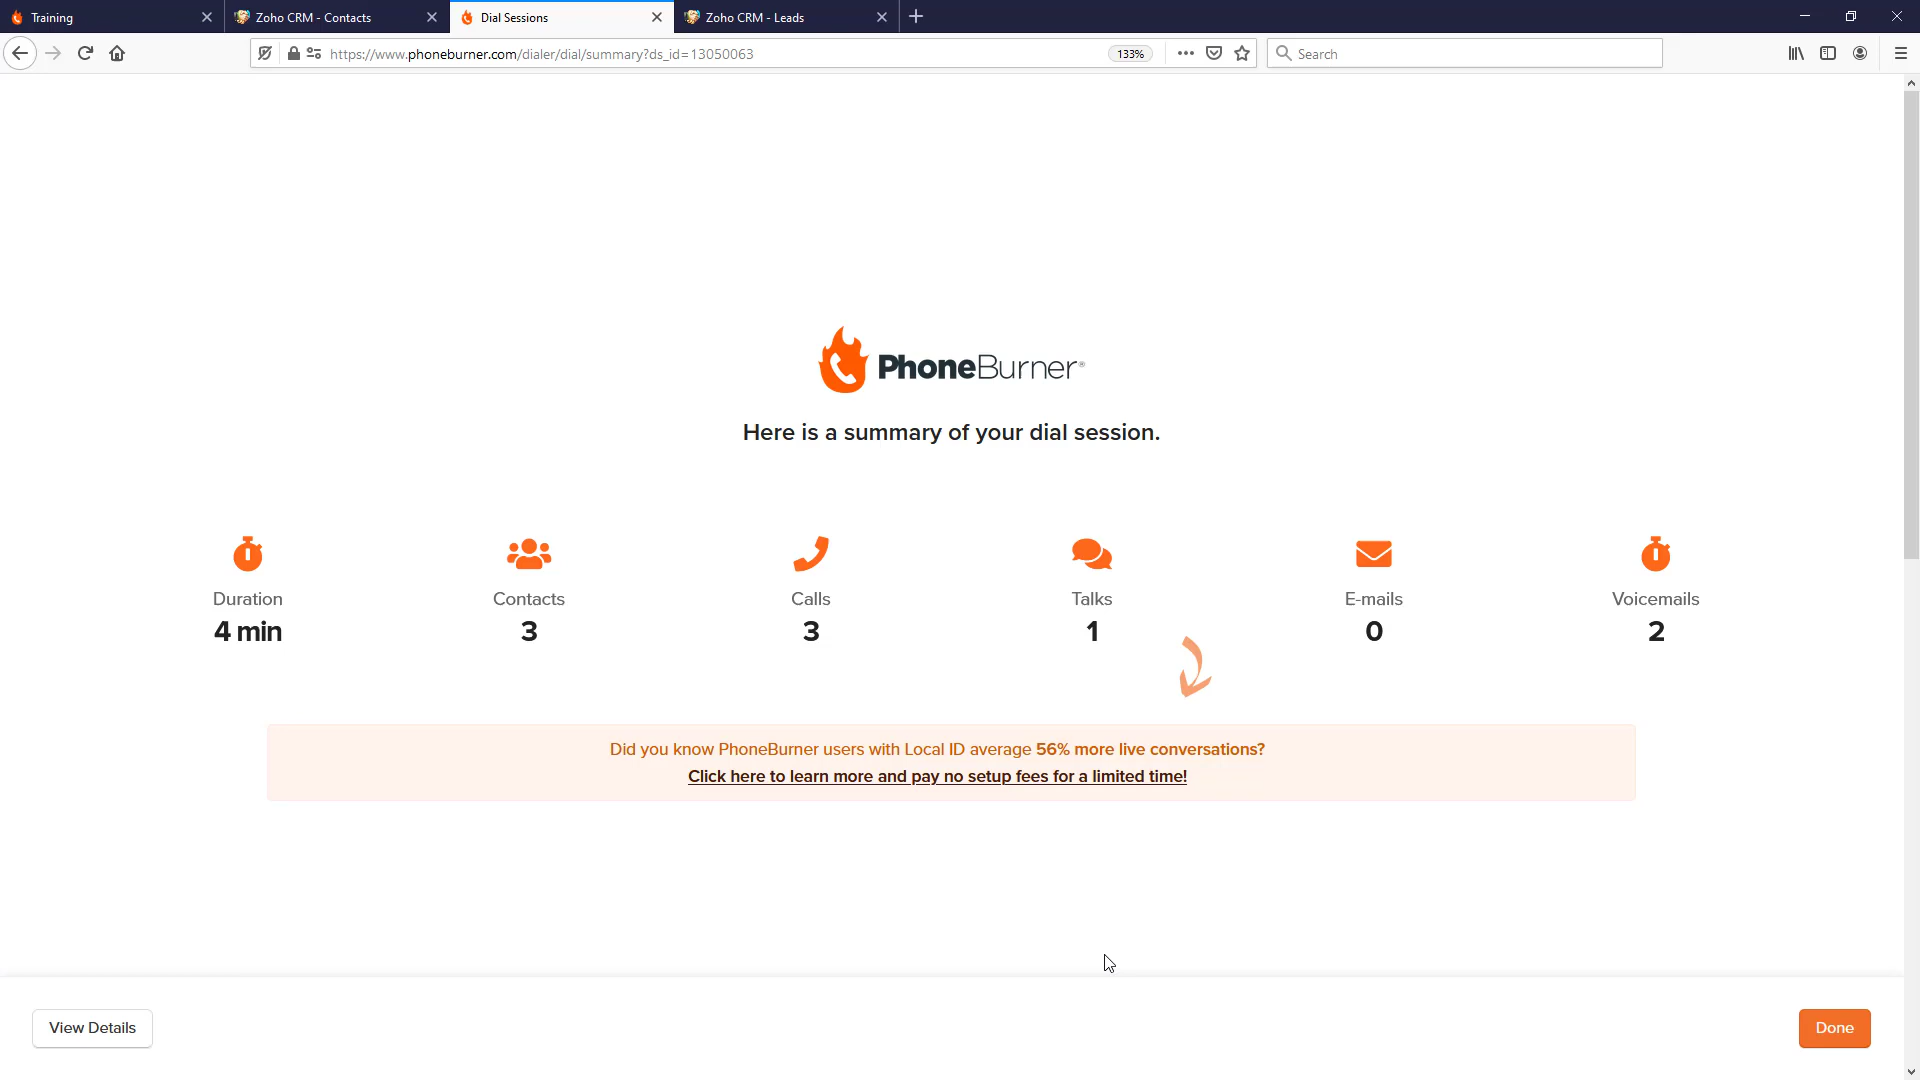 Training
Zoho CRM - Contacts
Dial Sessions
Zoho CRM - Leads
https://www.phoneburner.com/dialer/dial/summary?ds_id=13050063
133%
Search
PhoneBurner®
Here is a summary of your dial session.
Duration
4 min
Contacts
3
Calls
3
Talks
1
E-mails
0
Voicemails
2
Did you know PhoneBurner users with Local ID average 56% more live conversations?
Click here to learn more and pay no setup fees for a limited time!
View Details
Done